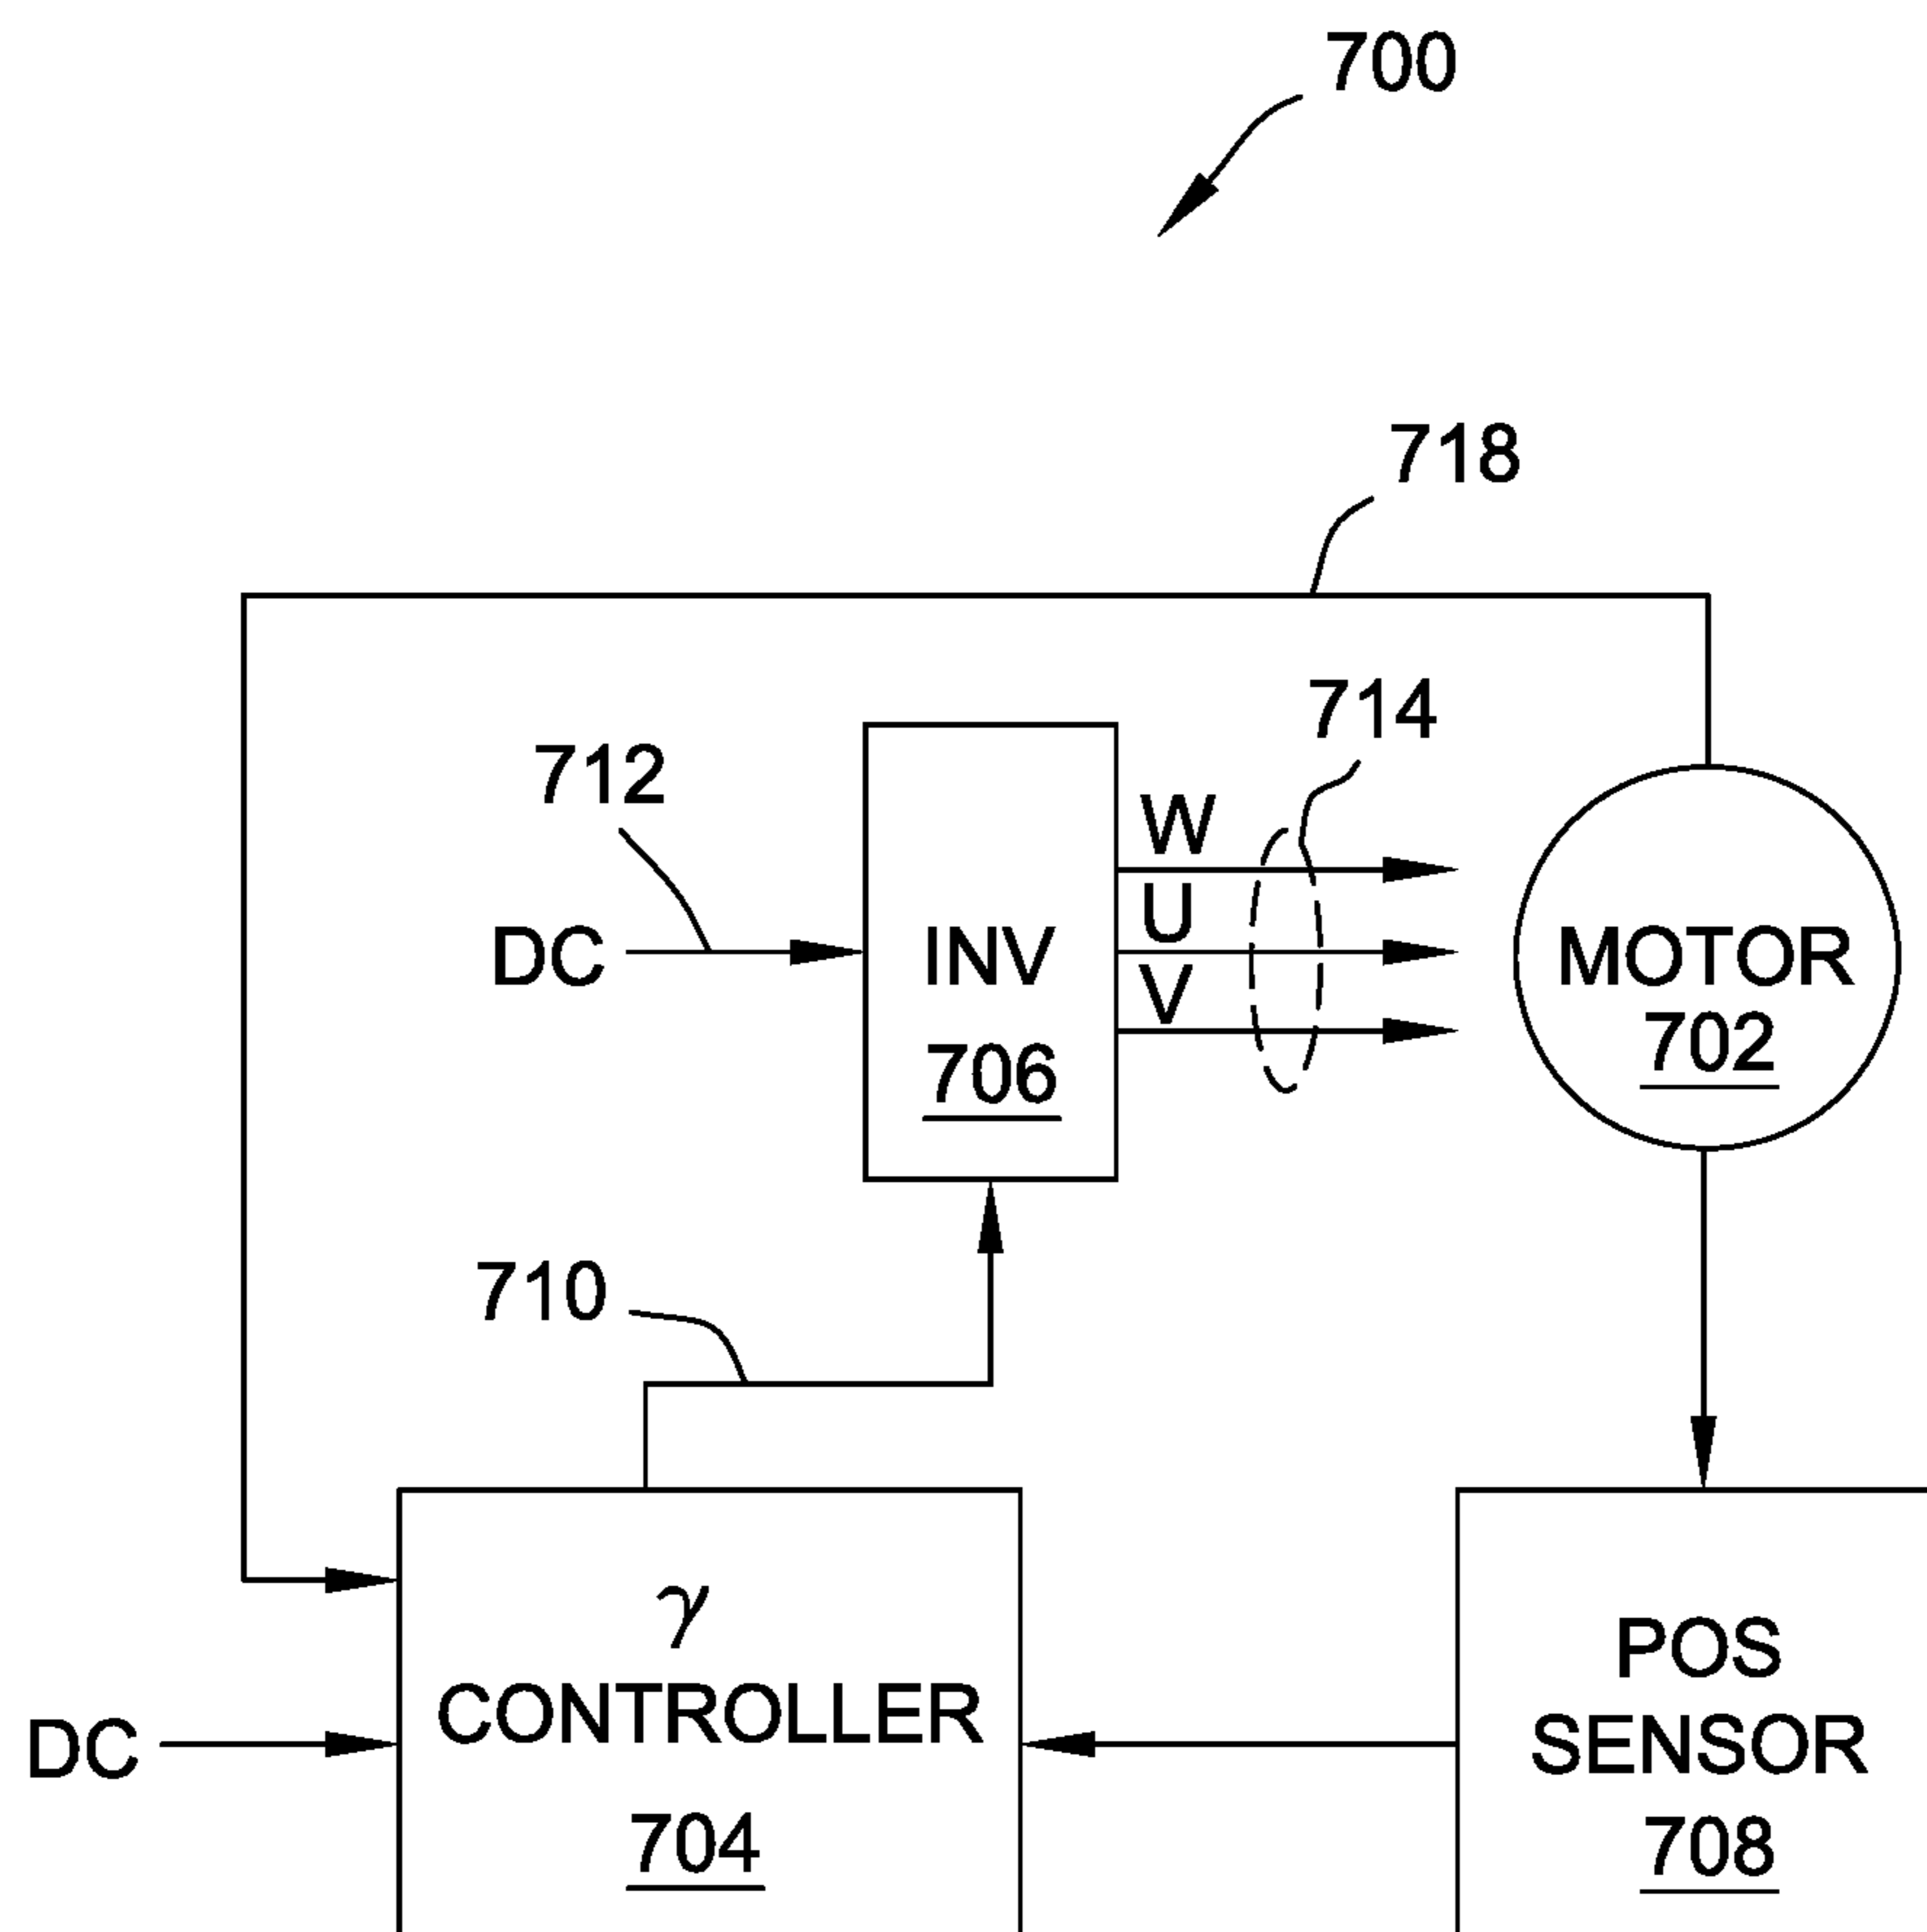 700
718
714
712
W
U
V
DC
INV
706
MOTOR
702
710
γ
CONTROLLER
704
DC
POS
SENSOR
708